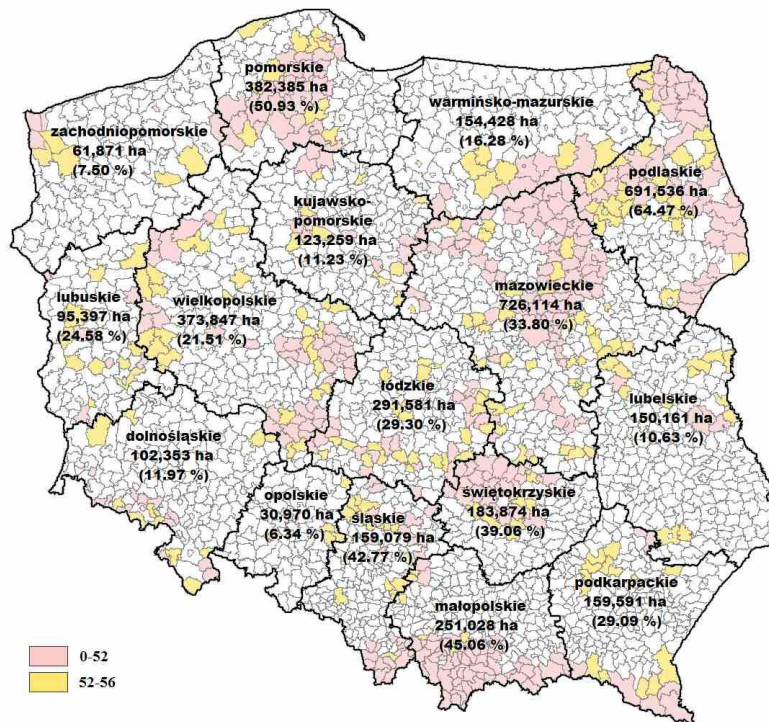 pomorskie
382,385 ha
(50.93 %)
warmińsko-mazurskie
154,428 ha
(16.28 %)
zachodniopomorskie
61,871 ha
(7.50 %)
podlaskie
691,536 ha
(64.47 %)
kujawsko-
pomorskie
123,259 ha
(11.23 %)
mazowieckie
726,114 ha
(33.80 %)
lubuskie
95,397 ha
(24.58 %)
wielkopolskie
373,847 ha
(21.51 %)
łódzkie
291,581 ha
(29.30 %)
lubelskie
150,161 ha
(10.63 %)
dolnośląskie
102,353 ha
(11.97 %)
opolskie
30,970 ha
(6.34 %)
śląskie
159,079 ha
(42.77 %)
świętokrzyskie
183,874 ha
(39.06 %)
małopolskie
251,028 ha
(45.06 %)
podkarpackie
159,591 ha
(29.09 %)
0-52
52-56